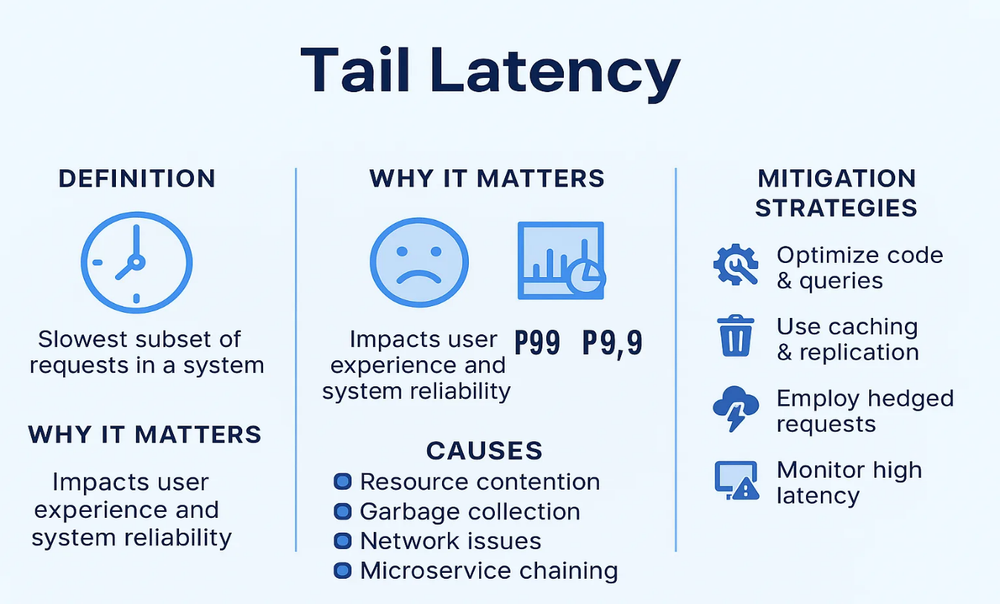 Tail Latency
DEFINITION
Slowest subset of
requests in a system
WHY IT MATTERS
Impacts user
experience and
system reliability
WHY IT MATTERS
Impacts user
experience and
system reliability
P99 P9,9
CAUSES
Resource contention
Garbage collection
Network issues
Microservice chaining
MITIGATION
STRATEGIES
Optimize code
& queries
Use caching
& replication
Employ hedged
requests
Monitor high
latency